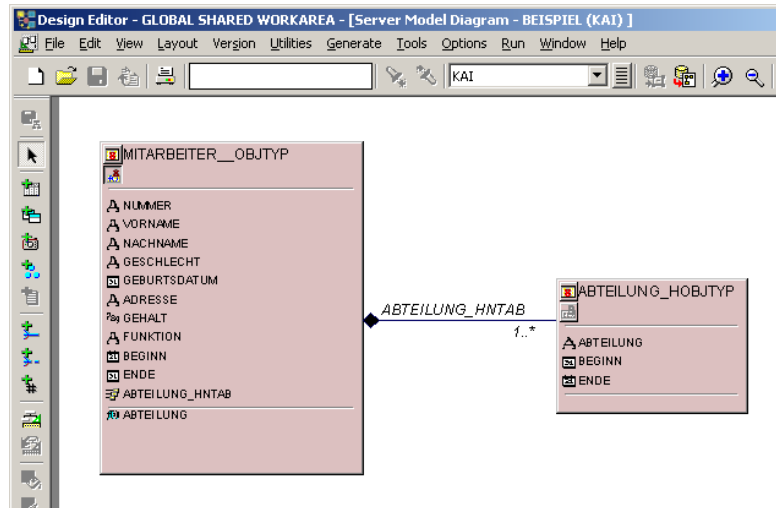 Design Editor - GLOBAL SHARED WORKAREA - [Server Model Diagram - BEISPIEL (KAI) ]
File Edit View Layout Version Utilities Generate Tools Options Run Window Help
KAI
MITARBEITER__OBJTYP
NUMMER
VORNAME
NACHNAME
GESCHLECHT
GEBURTSDATUM
ADRESSE
GEHALT
FUNKTION
BEGINN
ENDE
ABTEILUNG_HNTAB
ABTEILUNG
ABTEILUNG_HNTAB
1..*
ABTEILUNG_HOBJTYP
ABTEILUNG
BEGINN
ENDE